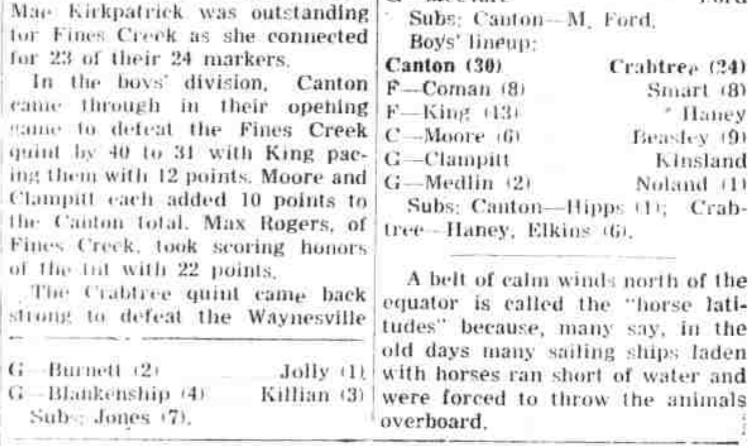 Mae Kirkpatrick was outstanding
for Fines Creek as she connected
for 23 of their 24 markers.
In the boys' division, Canton
came through in their opening
game to defeat the Fines Creek
quint by 40 to 31 with King pac-
ing them with 12 points. Moore and
Clampitt each added 10 points to
the Canton total. Max Rogers, of
Fines Creek, took scoring honors
of the tilt with 22 points.
The Crabtree quint came back
strong to defeat the Waynesville
G—Burnett (2) Jolly (1)
G—Blankenship (4) Killian (3)
Subs: Jones (7).
Ford
Subs: Canton—M. Ford.
Boys' lineup:
Canton (30) Crabtree (24)
F—Coman (8) Smart (8)
F—King (13) Haney
C—Moore (6) Beasley (9)
G—Clampitt Kinsland
G—Medlin (2) Noland (1)
Subs: Canton—Hipps (1); Crab-
tree—Haney, Elkins (6).
A belt of calm winds north of the
equator is called the "horse lati-
tudes" because, many say, in the
old days many sailing ships laden
with horses ran short of water and
were forced to throw the animals
overboard.